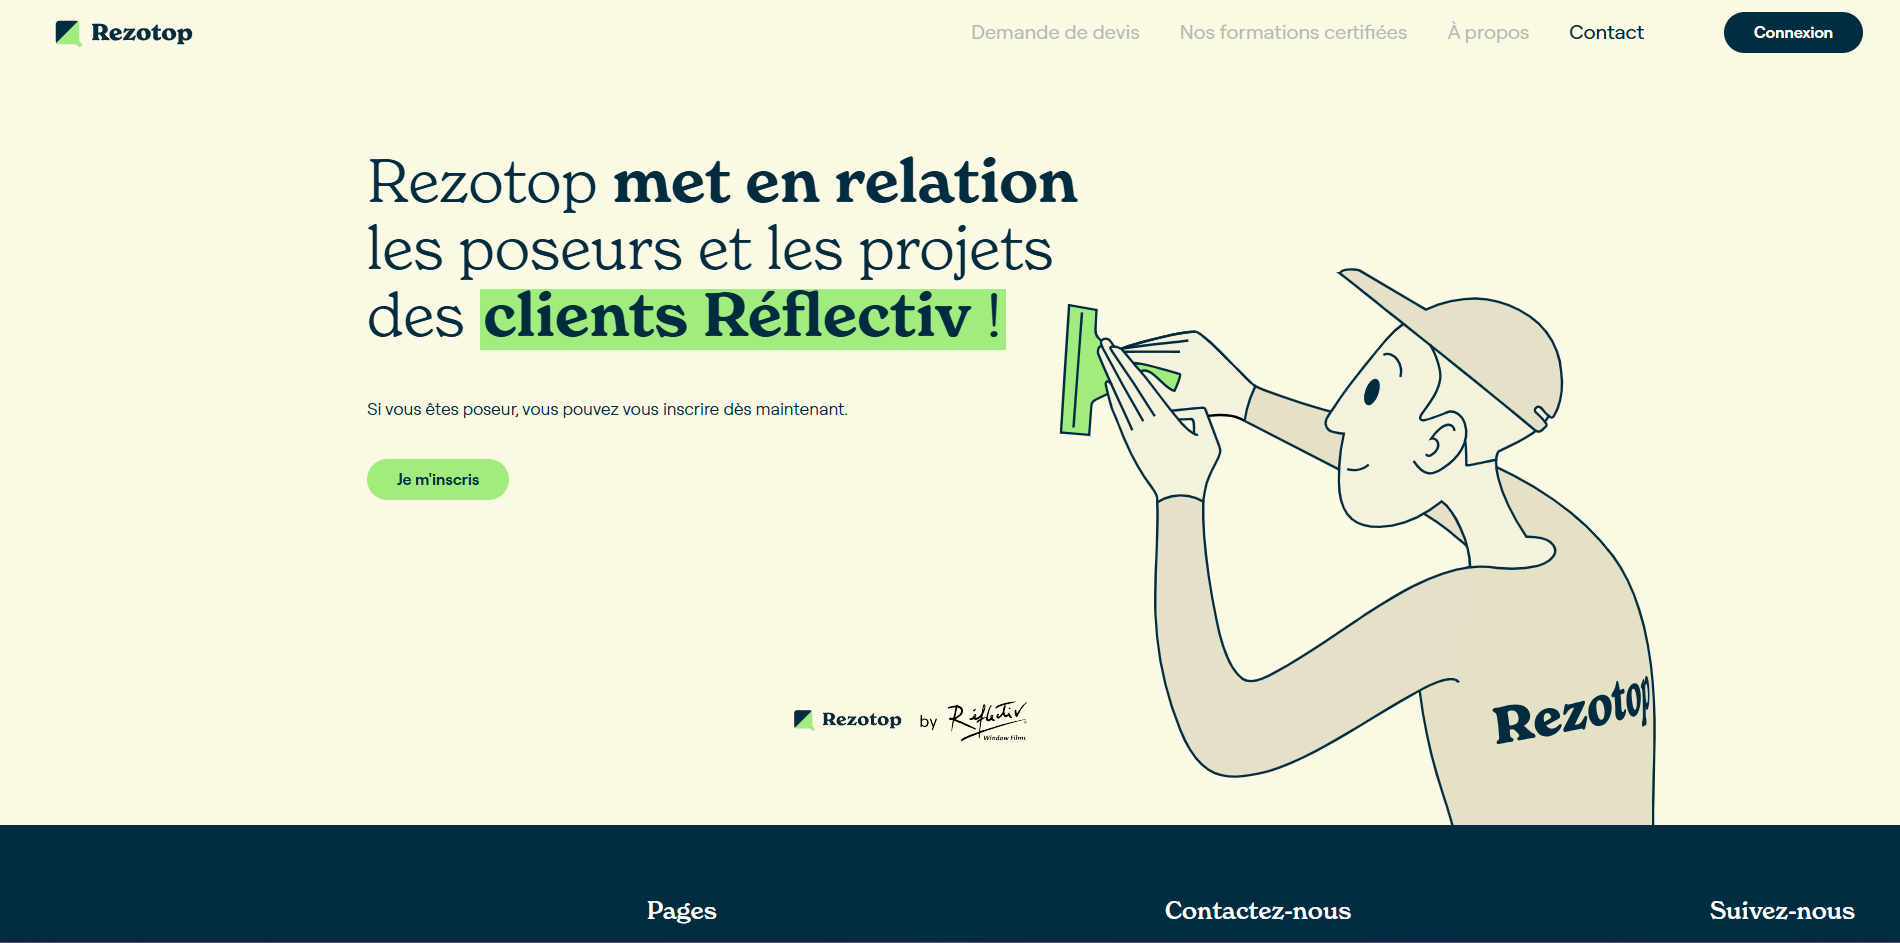 Rezotop
Demande de devis
Nos formations certifiées
À propos
Contact
Connexion
Rezotop met en relation
les poseurs et les projets
des clients Réflectiv !
Si vous êtes poseur, vous pouvez vous inscrire dès maintenant.
Je m'inscris
Rezotop
Rezotop by Réflectiv
Window Films
Pages
Contactez-nous
Suivez-nous